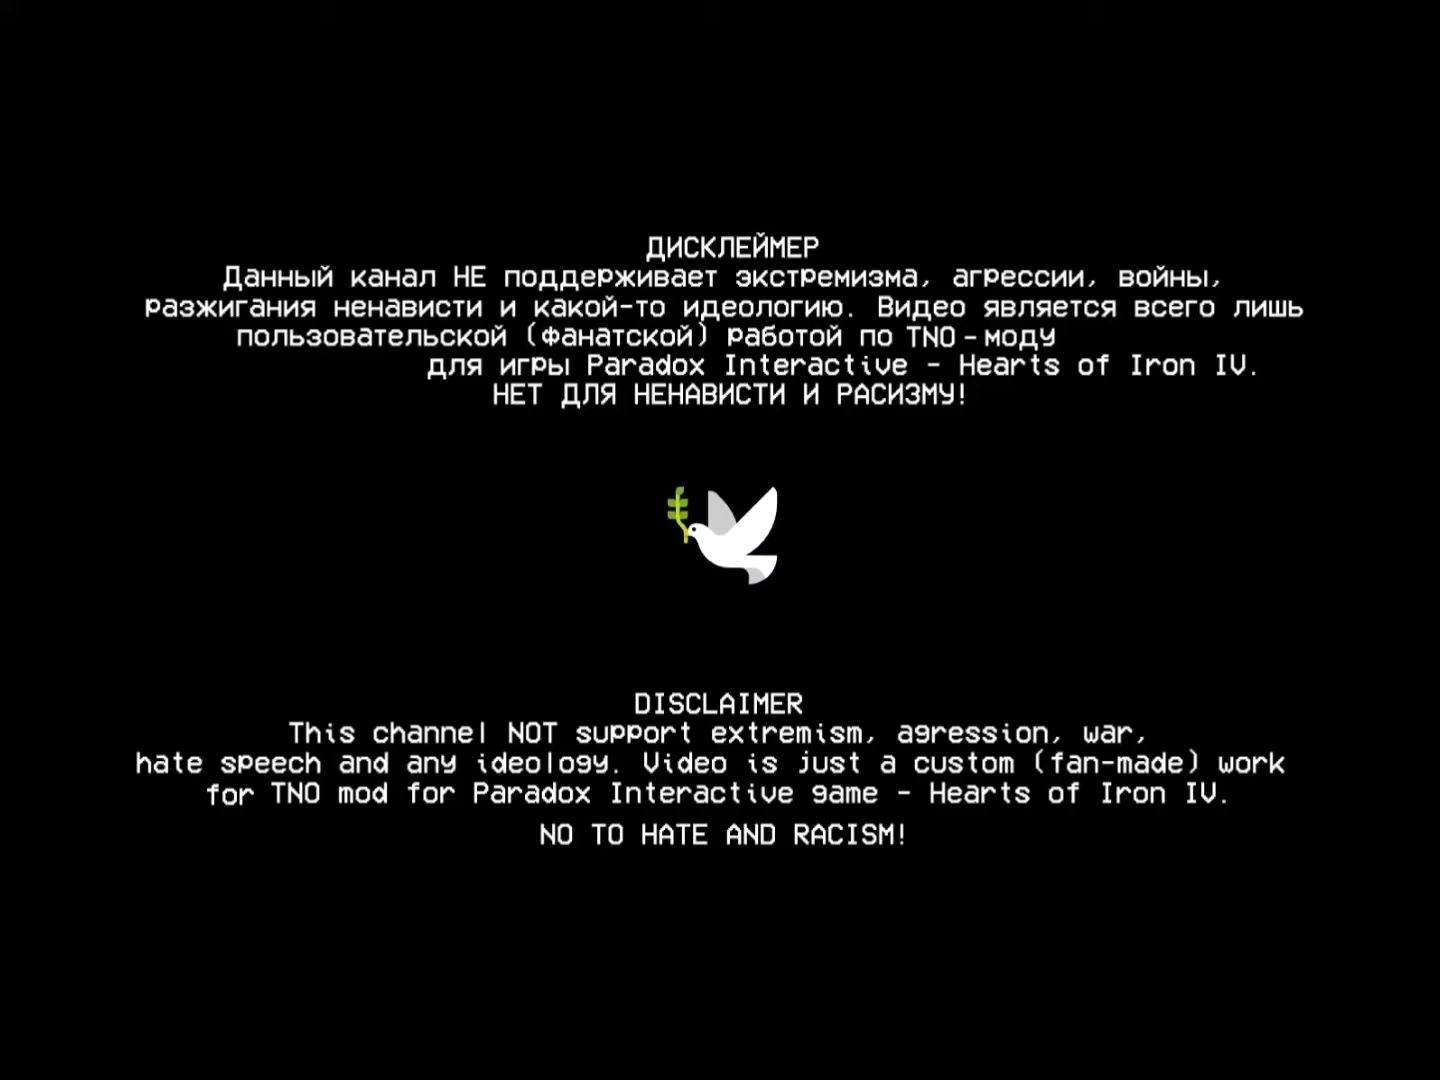 ДИСКЛЕЙМЕР
Данный канал НЕ поддерживает экстремизма, агрессии, войны,
разжигания ненависти и какой-то идеологию. Видео является всего лишь
пользовательской (фанатской) работой по TNO-моду
для игры Paradox Interactive - Hearts of Iron IV.
НЕТ ДЛЯ НЕНАВИСТИ И РАСИЗМУ!
DISCLAIMER
This channel NOT support extremism, agression, war,
hate speech and any ideology. Video is just a custom (fan-made) work
for TNO mod for Paradox Interactive game - Hearts of Iron IV.
NO TO HATE AND RACISM!